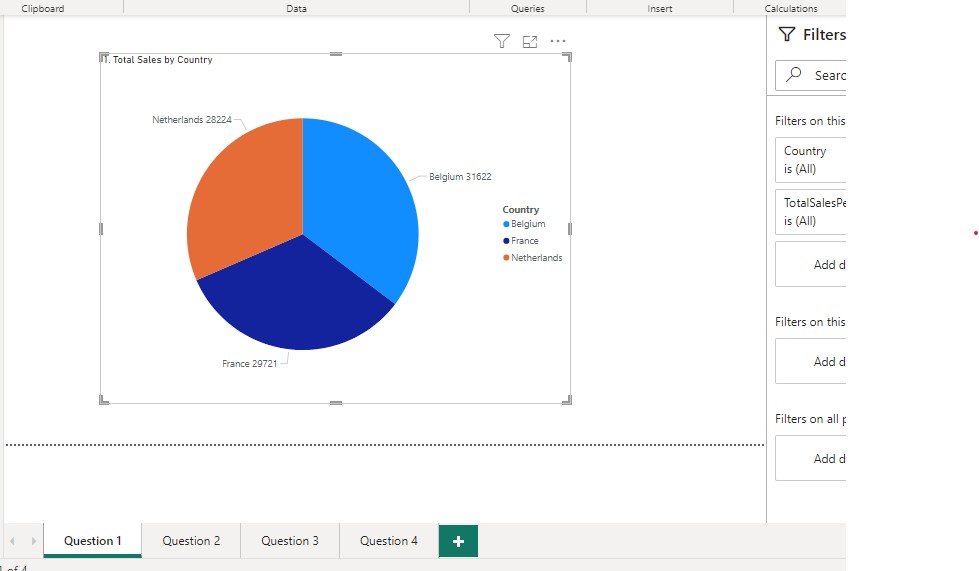 Clipboard
Data
Queries
Insert
Calculations
Filters
Searc
1. Total Sales by Country
Netherlands 28224
Belgium 31622
France 29721
Country
Belgium
France
Netherlands
Filters on this
Country
is (All)
TotalSalesPe
is (All)
Add d
Filters on this
Add d
Filters on all p
Add d
Question 1
Question 2
Question 3
Question 4
+
1 of 4